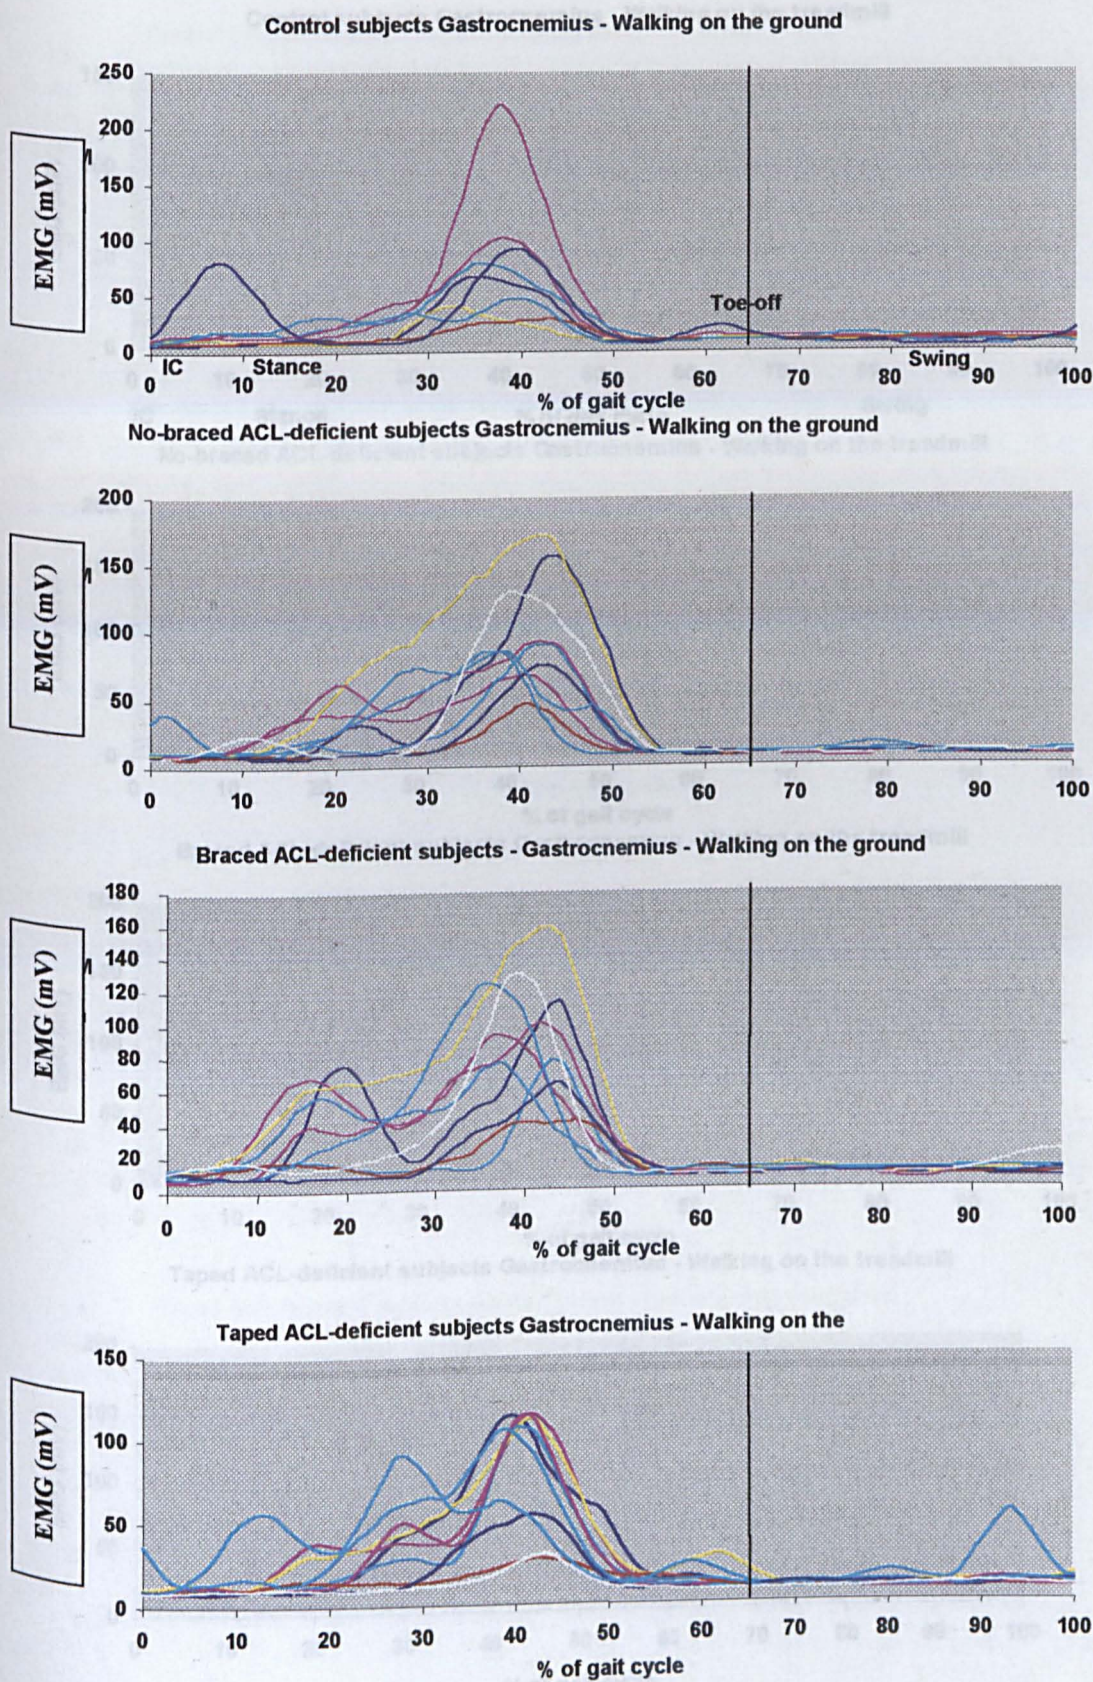 Control subjects Gastrocnemius - Walking on the ground
250
200
150
100
50
0
EMG (mV)
Toe-off
IC
Stance
Swing
0 10 20 30 40 50 60 70 80 90 100
% of gait cycle
No-braced ACL-deficient subjects Gastrocnemius - Walking on the ground
200
150
100
50
0
EMG (mV)
0 10 20 30 40 50 60 70 80 90 100
Braced ACL-deficient subjects - Gastrocnemius - Walking on the ground
180
160
140
120
100
80
60
40
20
0
EMG (mV)
0 10 20 30 40 50 60 70 80 90 100
% of gait cycle
Taped ACL-deficient subjects Gastrocnemius - Walking on the
150
100
50
0
EMG (mV)
0 10 20 30 40 50 60 70 80 90 100
% of gait cycle